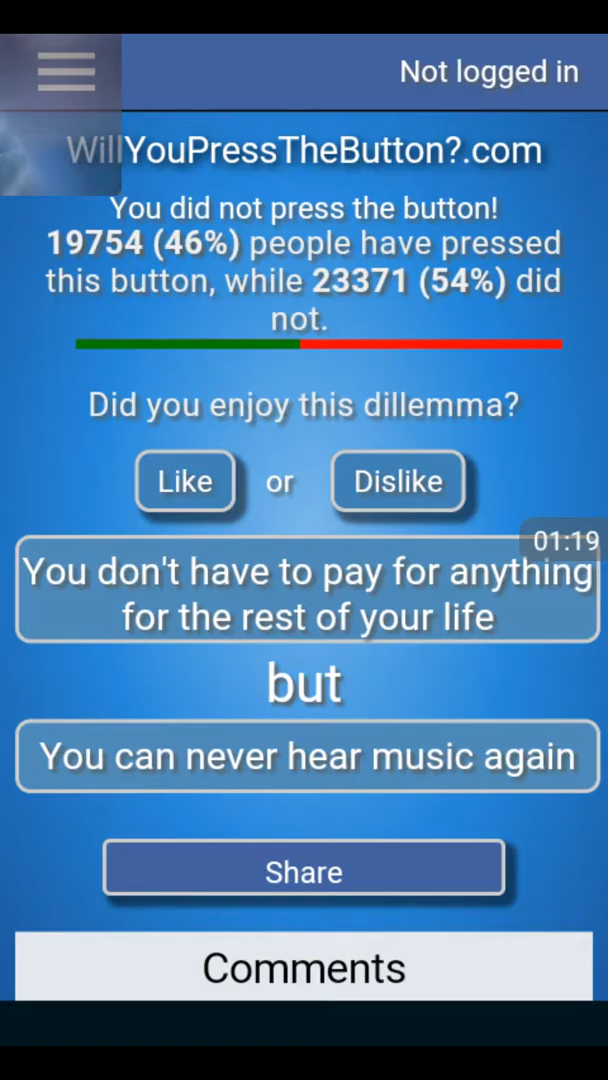 Not logged in
WillYouPressTheButton?.com
You did not press the button!
19754 (46%) people have pressed
this button, while 23371 (54%) did
not.
Did you enjoy this dillemma?
Like or Dislike
01:19
You don't have to pay for anything
for the rest of your life
but
You can never hear music again
Share
Comments